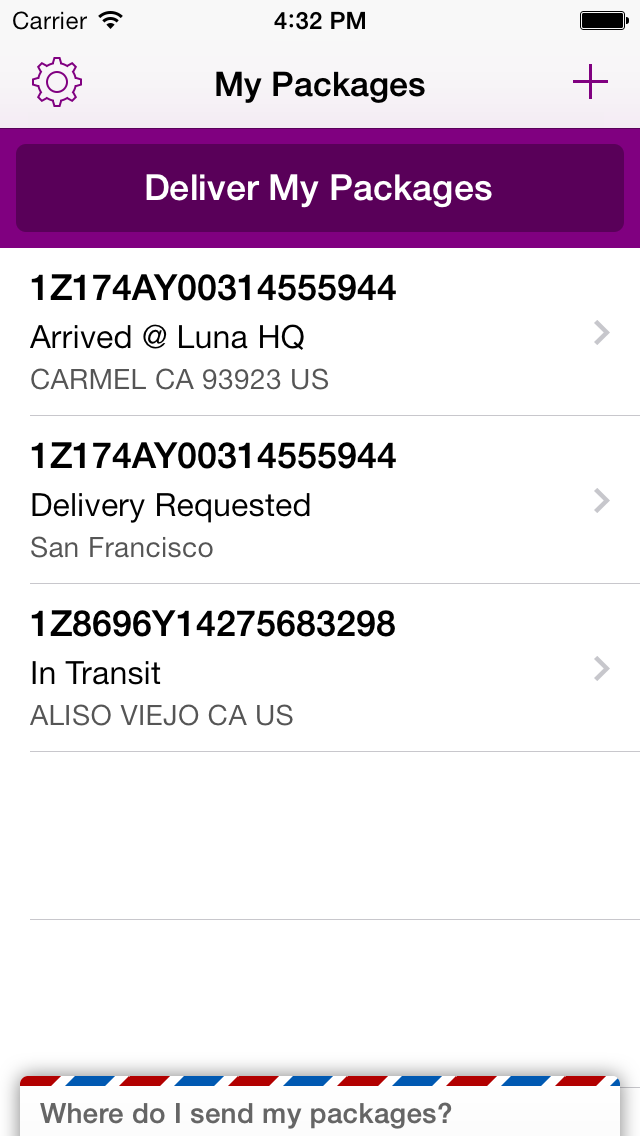 Carrier
4:32 PM
My Packages
Deliver My Packages
1Z174AY00314555944
Arrived @ Luna HQ
CARMEL CA 93923 US
1Z174AY00314555944
Delivery Requested
San Francisco
1Z8696Y14275683298
In Transit
ALISO VIEJO CA US
Where do I send my packages?